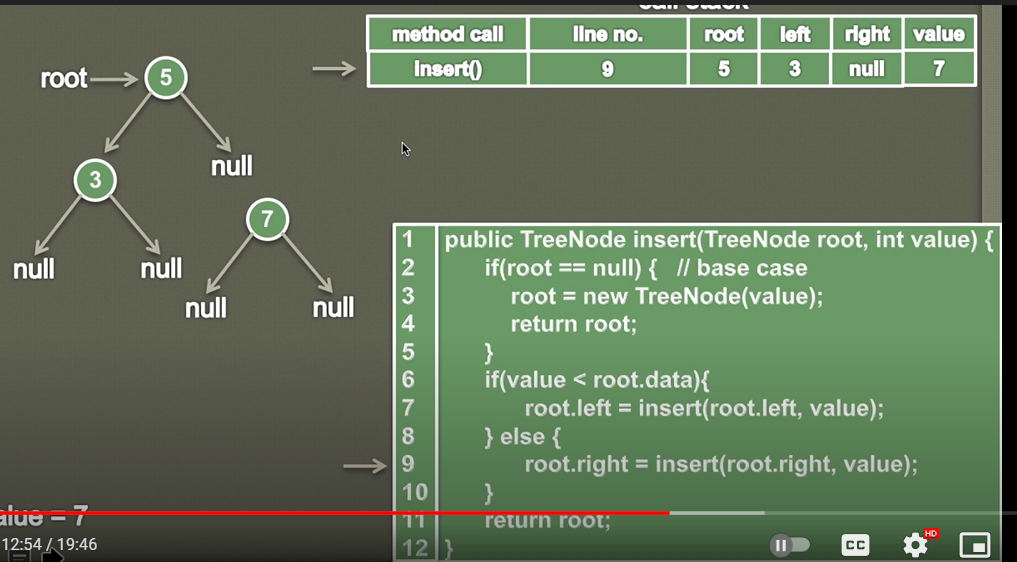 call stack
method call line no. root left right value
insert() 9 5 3 null 7
root 5
null
3
7
null null
null null
1 public TreeNode insert(TreeNode root, int value) {
2 if(root == null) { // base case
3 root = new TreeNode(value);
4 return root;
5 }
6 if(value < root.data){
7 root.left = insert(root.left, value);
8 } else {
9 root.right = insert(root.right, value);
10 }
11 return root;
12 }
alue = 7
12:54 / 19:46
CC HD